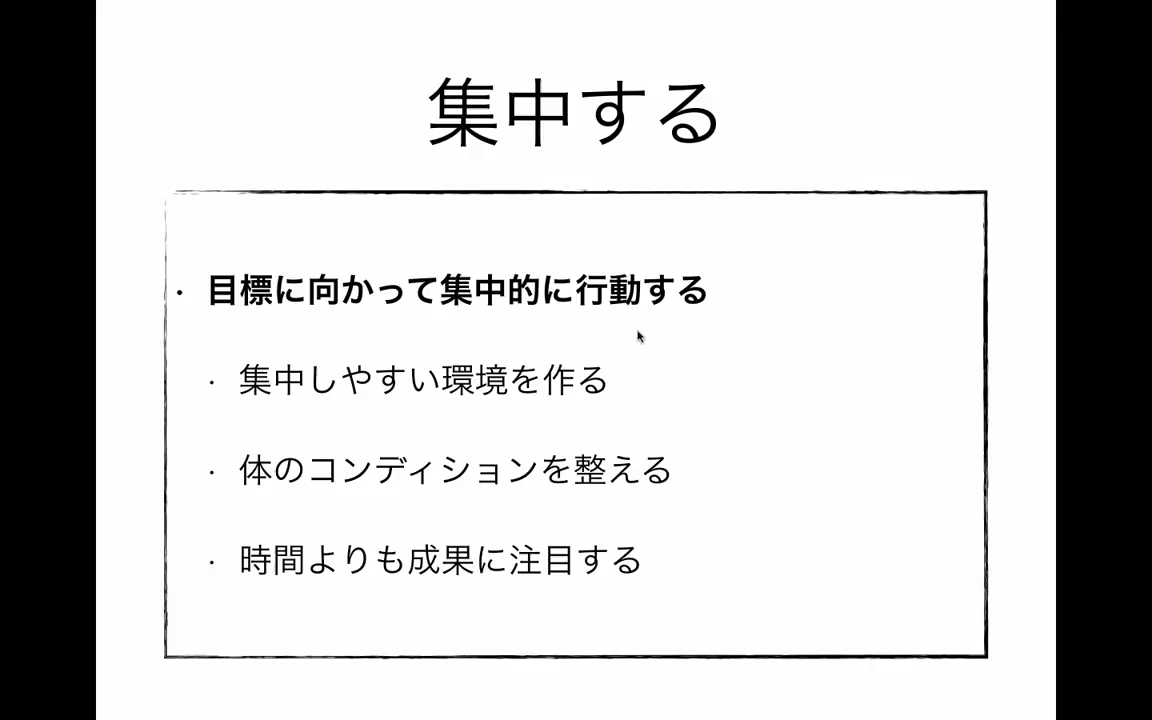 集中する
・ 目標に向かって集中的に行動する
・ 集中しやすい環境を作る
・ 体のコンディションを整える
・ 時間よりも成果に注目する